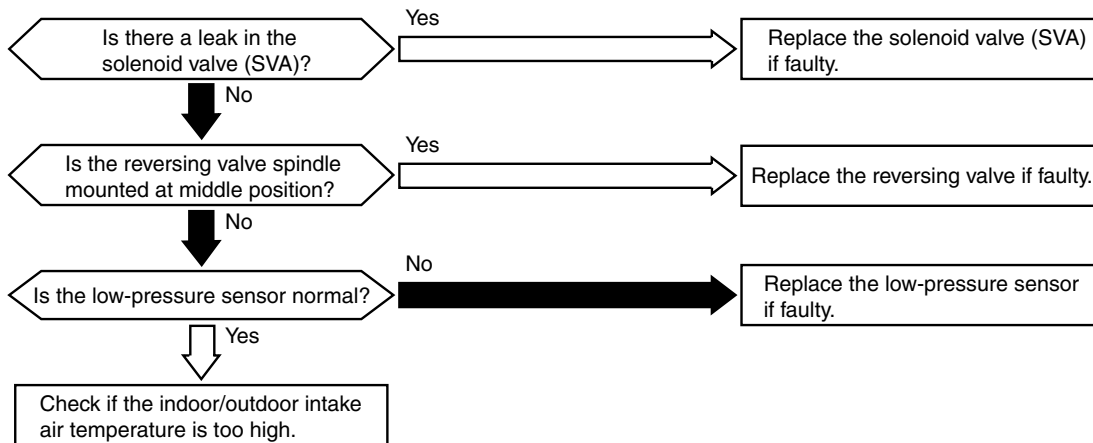 Is there a leak in the
solenoid valve (SVA)?
Yes
Replace the solenoid valve (SVA)
if faulty.
No
Is the reversing valve spindle
mounted at middle position?
Yes
Replace the reversing valve if faulty.
No
Is the low-pressure sensor normal?
No
Replace the low-pressure sensor
if faulty.
Yes
Check if the indoor/outdoor intake
air temperature is too high.